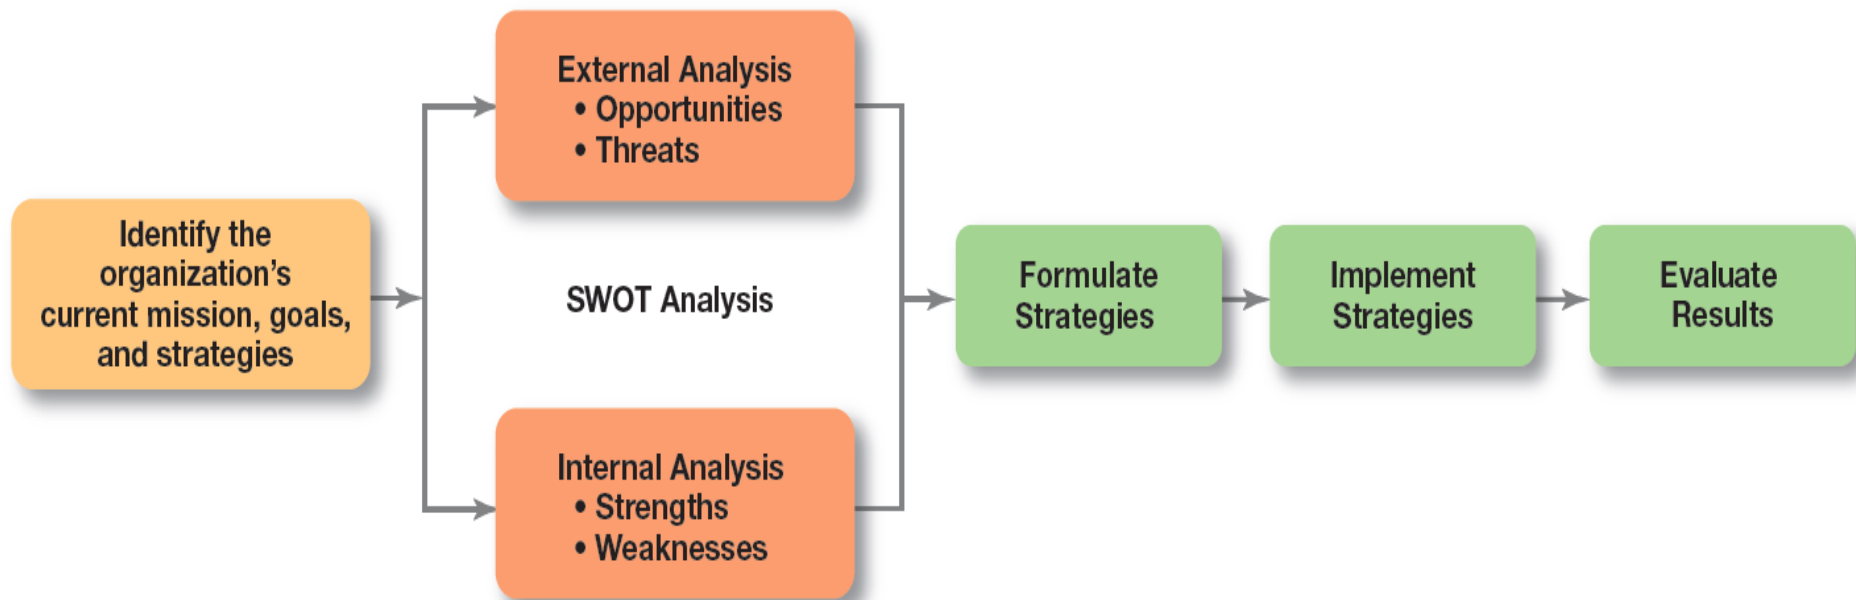 Identify the
organization's
current mission, goals,
and strategies
External Analysis
• Opportunities
• Threats
SWOT Analysis
Internal Analysis
• Strengths
• Weaknesses
Formulate
Strategies
Implement
Strategies
Evaluate
Results